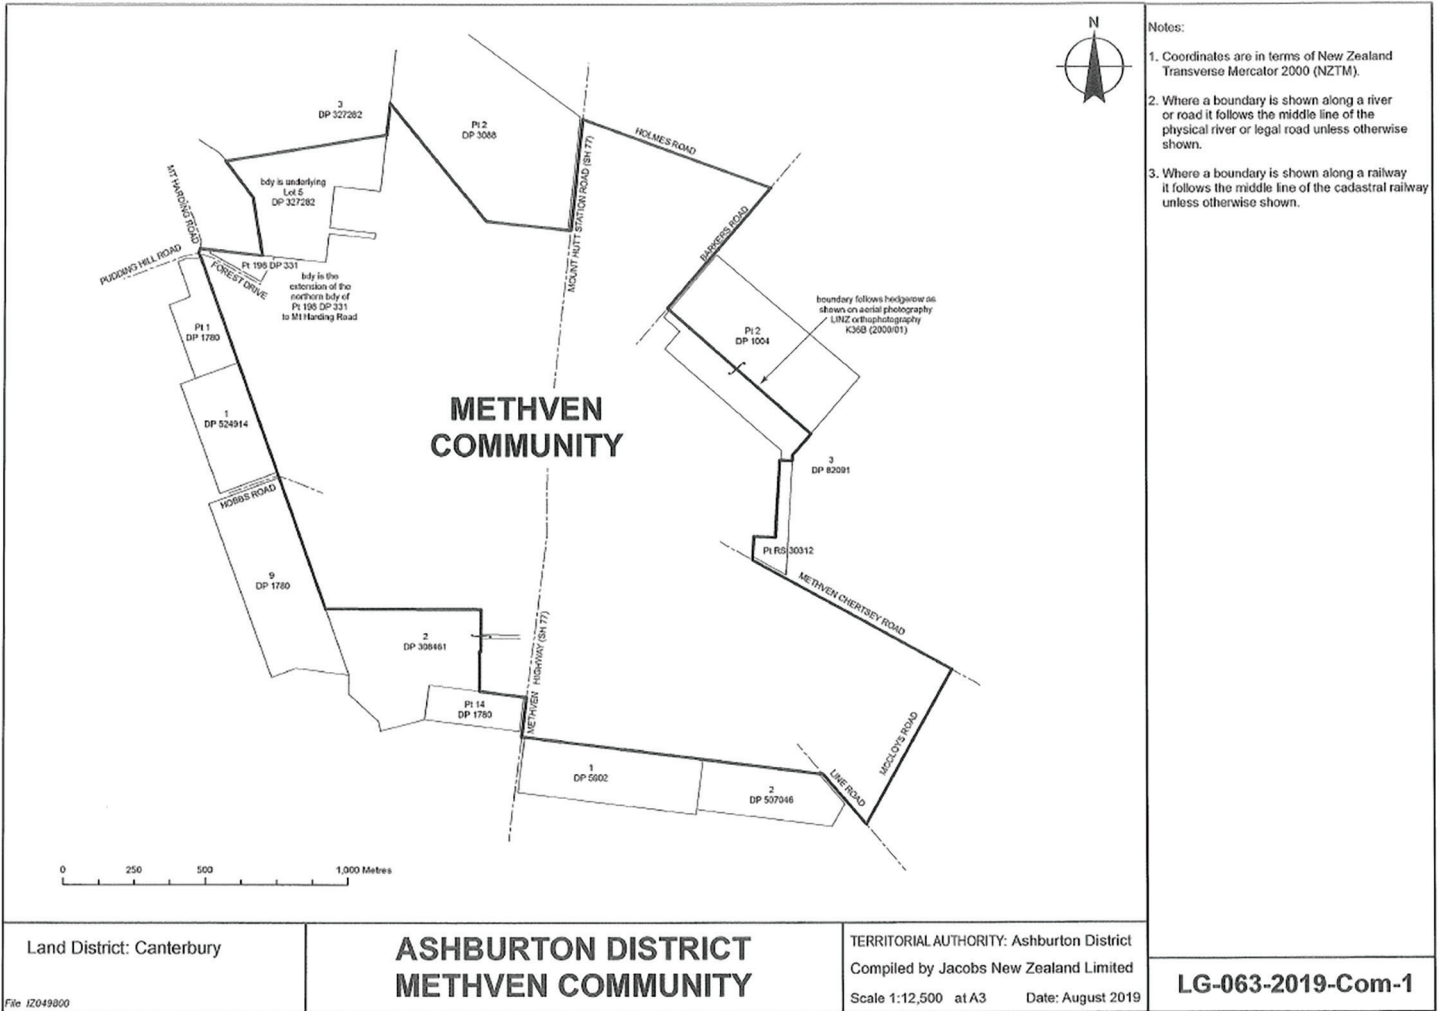 N
Notes:
1. Coordinates are in terms of New Zealand
Transverse Mercator 2000 (NZTM).
2. Where a boundary is shown along a river
or road it follows the middle line of the
physical river or legal road unless otherwise
shown.
3. Where a boundary is shown along a railway
it follows the middle line of the cadastral railway
unless otherwise shown.
3
DP 327282
Pt 2
DP 3088
HOLMES ROAD
MOUNT HUTT STATION ROAD (SH 77)
MT HARDING ROAD
bdy is underlying
Lot 5
DP 327282
BARKERS ROAD
PUDDING HILL ROAD
Pt 198 DP 331
FOREST DRIVE
bdy is the
extension of the
northern bdy of
Pt 198 DP 331
to Mt Harding Road
boundary follows hedgerow as
shown on aerial photography
LINZ orthophotography
K36B (2000/01)
Pt 1
DP 1780
Pt 2
DP 1004
METHVEN
COMMUNITY
1
DP 524914
3
DP 82091
HOBBS ROAD
Pt RS 30312
9
DP 1780
METHVEN CHERTSEY ROAD
2
DP 308461
METHVEN HIGHWAY (SH 77)
Pt 14
DP 1780
MCCLOYS ROAD
LINE ROAD
1
DP 5002
2
DP 507046
0 250 500 1,000 Metres
Land District: Canterbury
File IZ049800
ASHBURTON DISTRICT
METHVEN COMMUNITY
TERRITORIAL AUTHORITY: Ashburton District
Compiled by Jacobs New Zealand Limited
Scale 1:12,500 at A3 Date: August 2019
LG-063-2019-Com-1